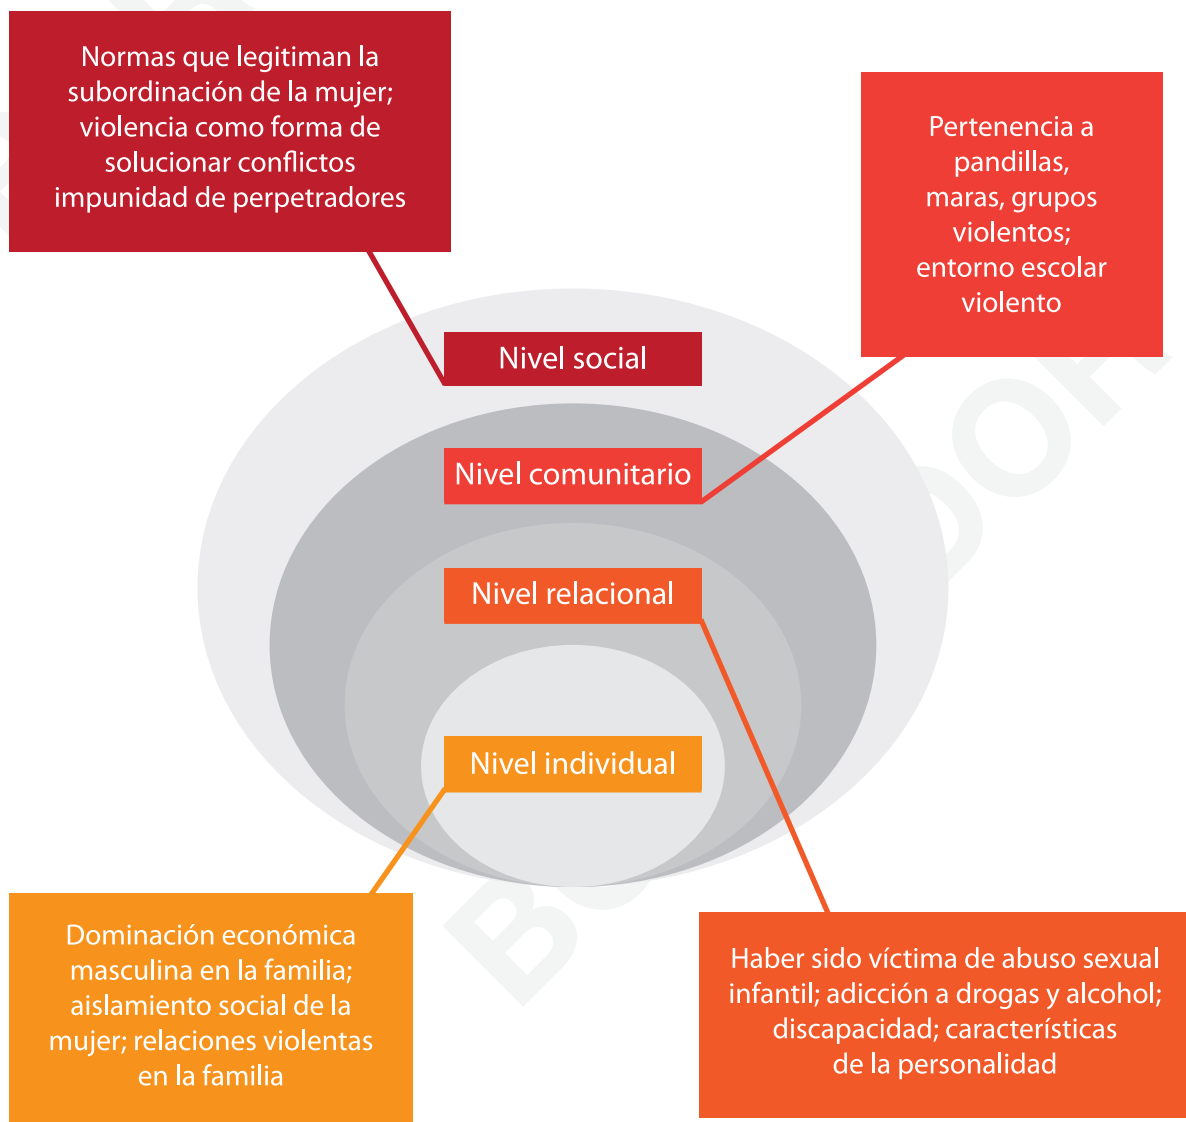 Normas que legitiman la
subordinación de la mujer;
violencia como forma de
solucionar conflictos
impunidad de perpetradores
Pertenencia a
pandillas,
maras, grupos
violentos;
entorno escolar
violento
Nivel social
Nivel comunitario
Nivel relacional
Nivel individual
Dominación económica
masculina en la familia;
aislamiento social de la
mujer; relaciones violentas
en la familia
Haber sido víctima de abuso sexual
infantil; adicción a drogas y alcohol;
discapacidad; características
de la personalidad